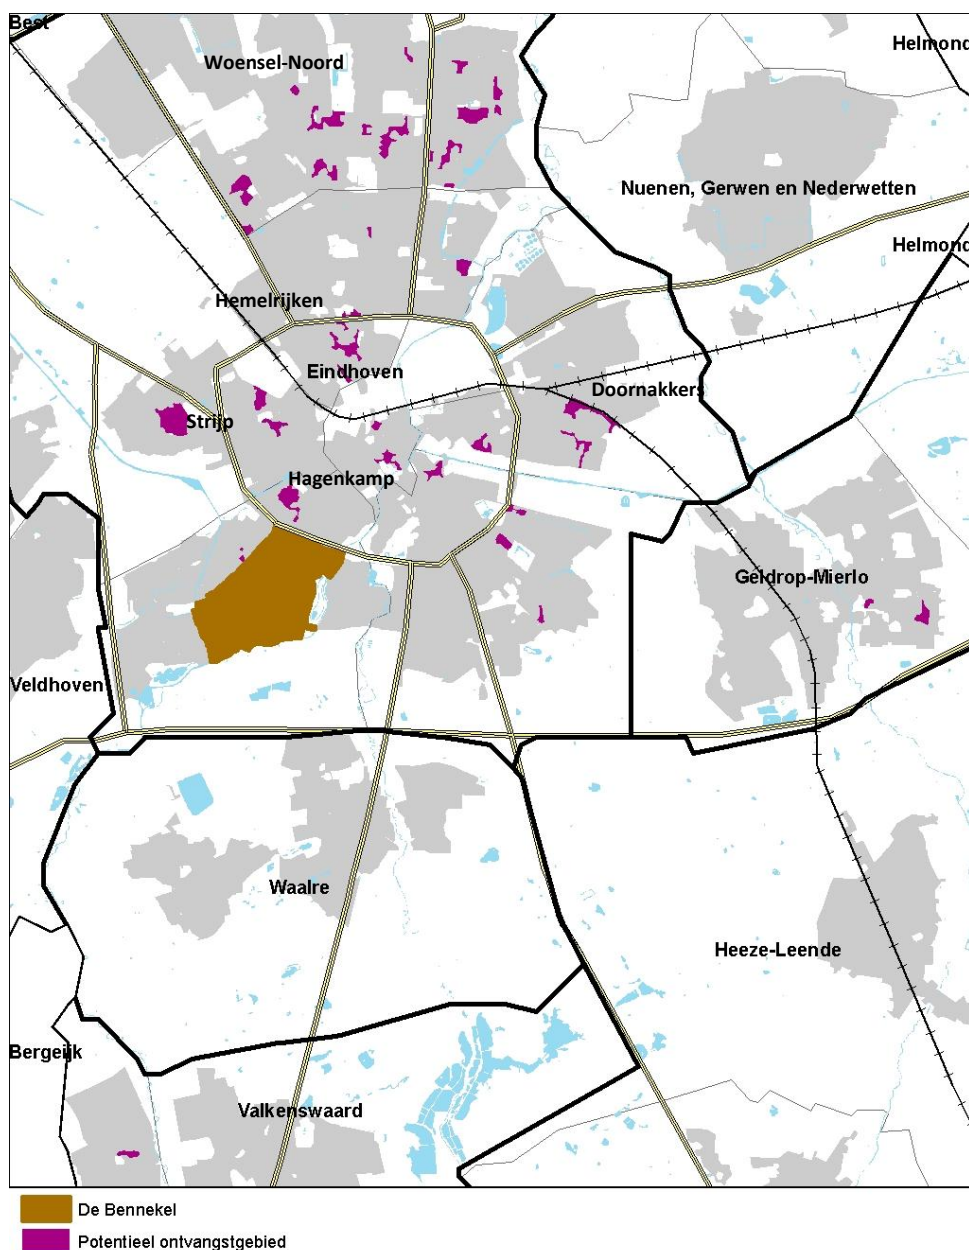 Best
Helmond
Woensel-Noord
Nuenen, Gerwen en Nederwetten
Helmond
Hemelrijken
Eindhoven
Doornakkers
Strijp
Hagenkamp
Geldrop-Mierlo
Veldhoven
Waalre
Heeze-Leende
Bergeijk
Valkenswaard
De Bennekel
Potentieel ontvangstgebied